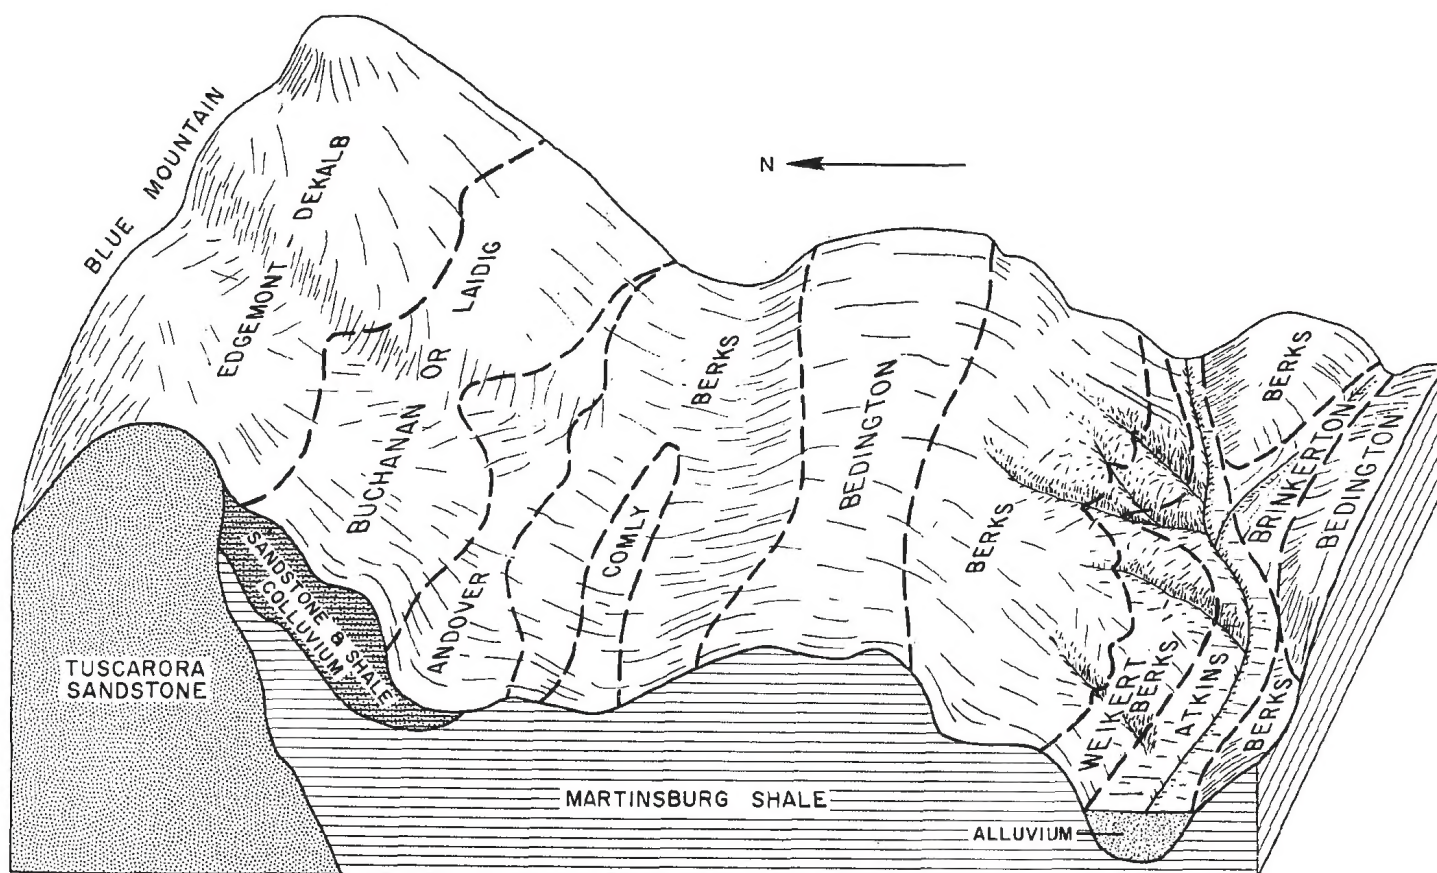 BLUE MOUNTAIN
N
EDGEMONT - DEKALB
BUCHANAN OR LAIDIG
ANDOVER
COMLY
BERKS
BEDINGTON
BERKS
WEIKERT
BERKS
ATKINS
BERKS
BERKS
BRINKERTON
BEDINGTON
SANDSTONE & SHALE
COLLUVIUM
TUSCARORA
SANDSTONE
MARTINSBURG SHALE
ALLUVIUM